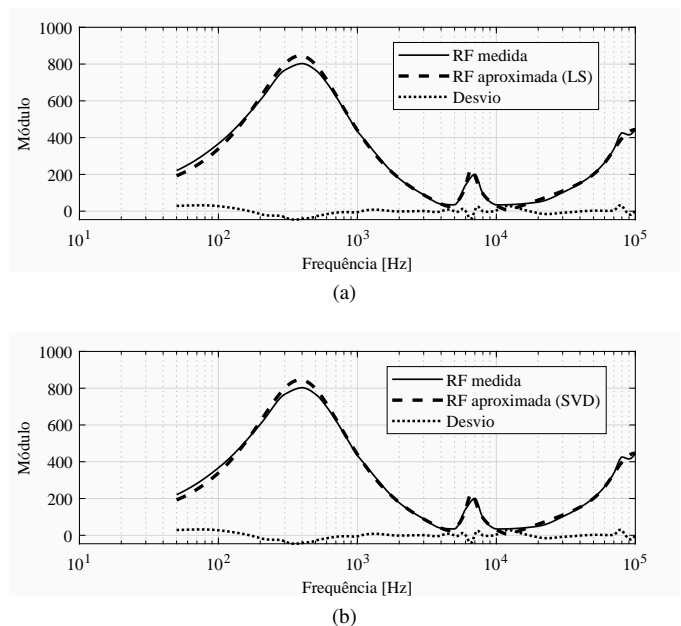 1000
800
600
400
200
0
Módulo
RF medida
RF aproximada (LS)
Desvio
10^1 10^2 10^3 10^4 10^5
Frequência [Hz]
(a)
1000
800
600
400
200
0
Módulo
RF medida
RF aproximada (SVD)
Desvio
10^1 10^2 10^3 10^4 10^5
Frequência [Hz]
(b)